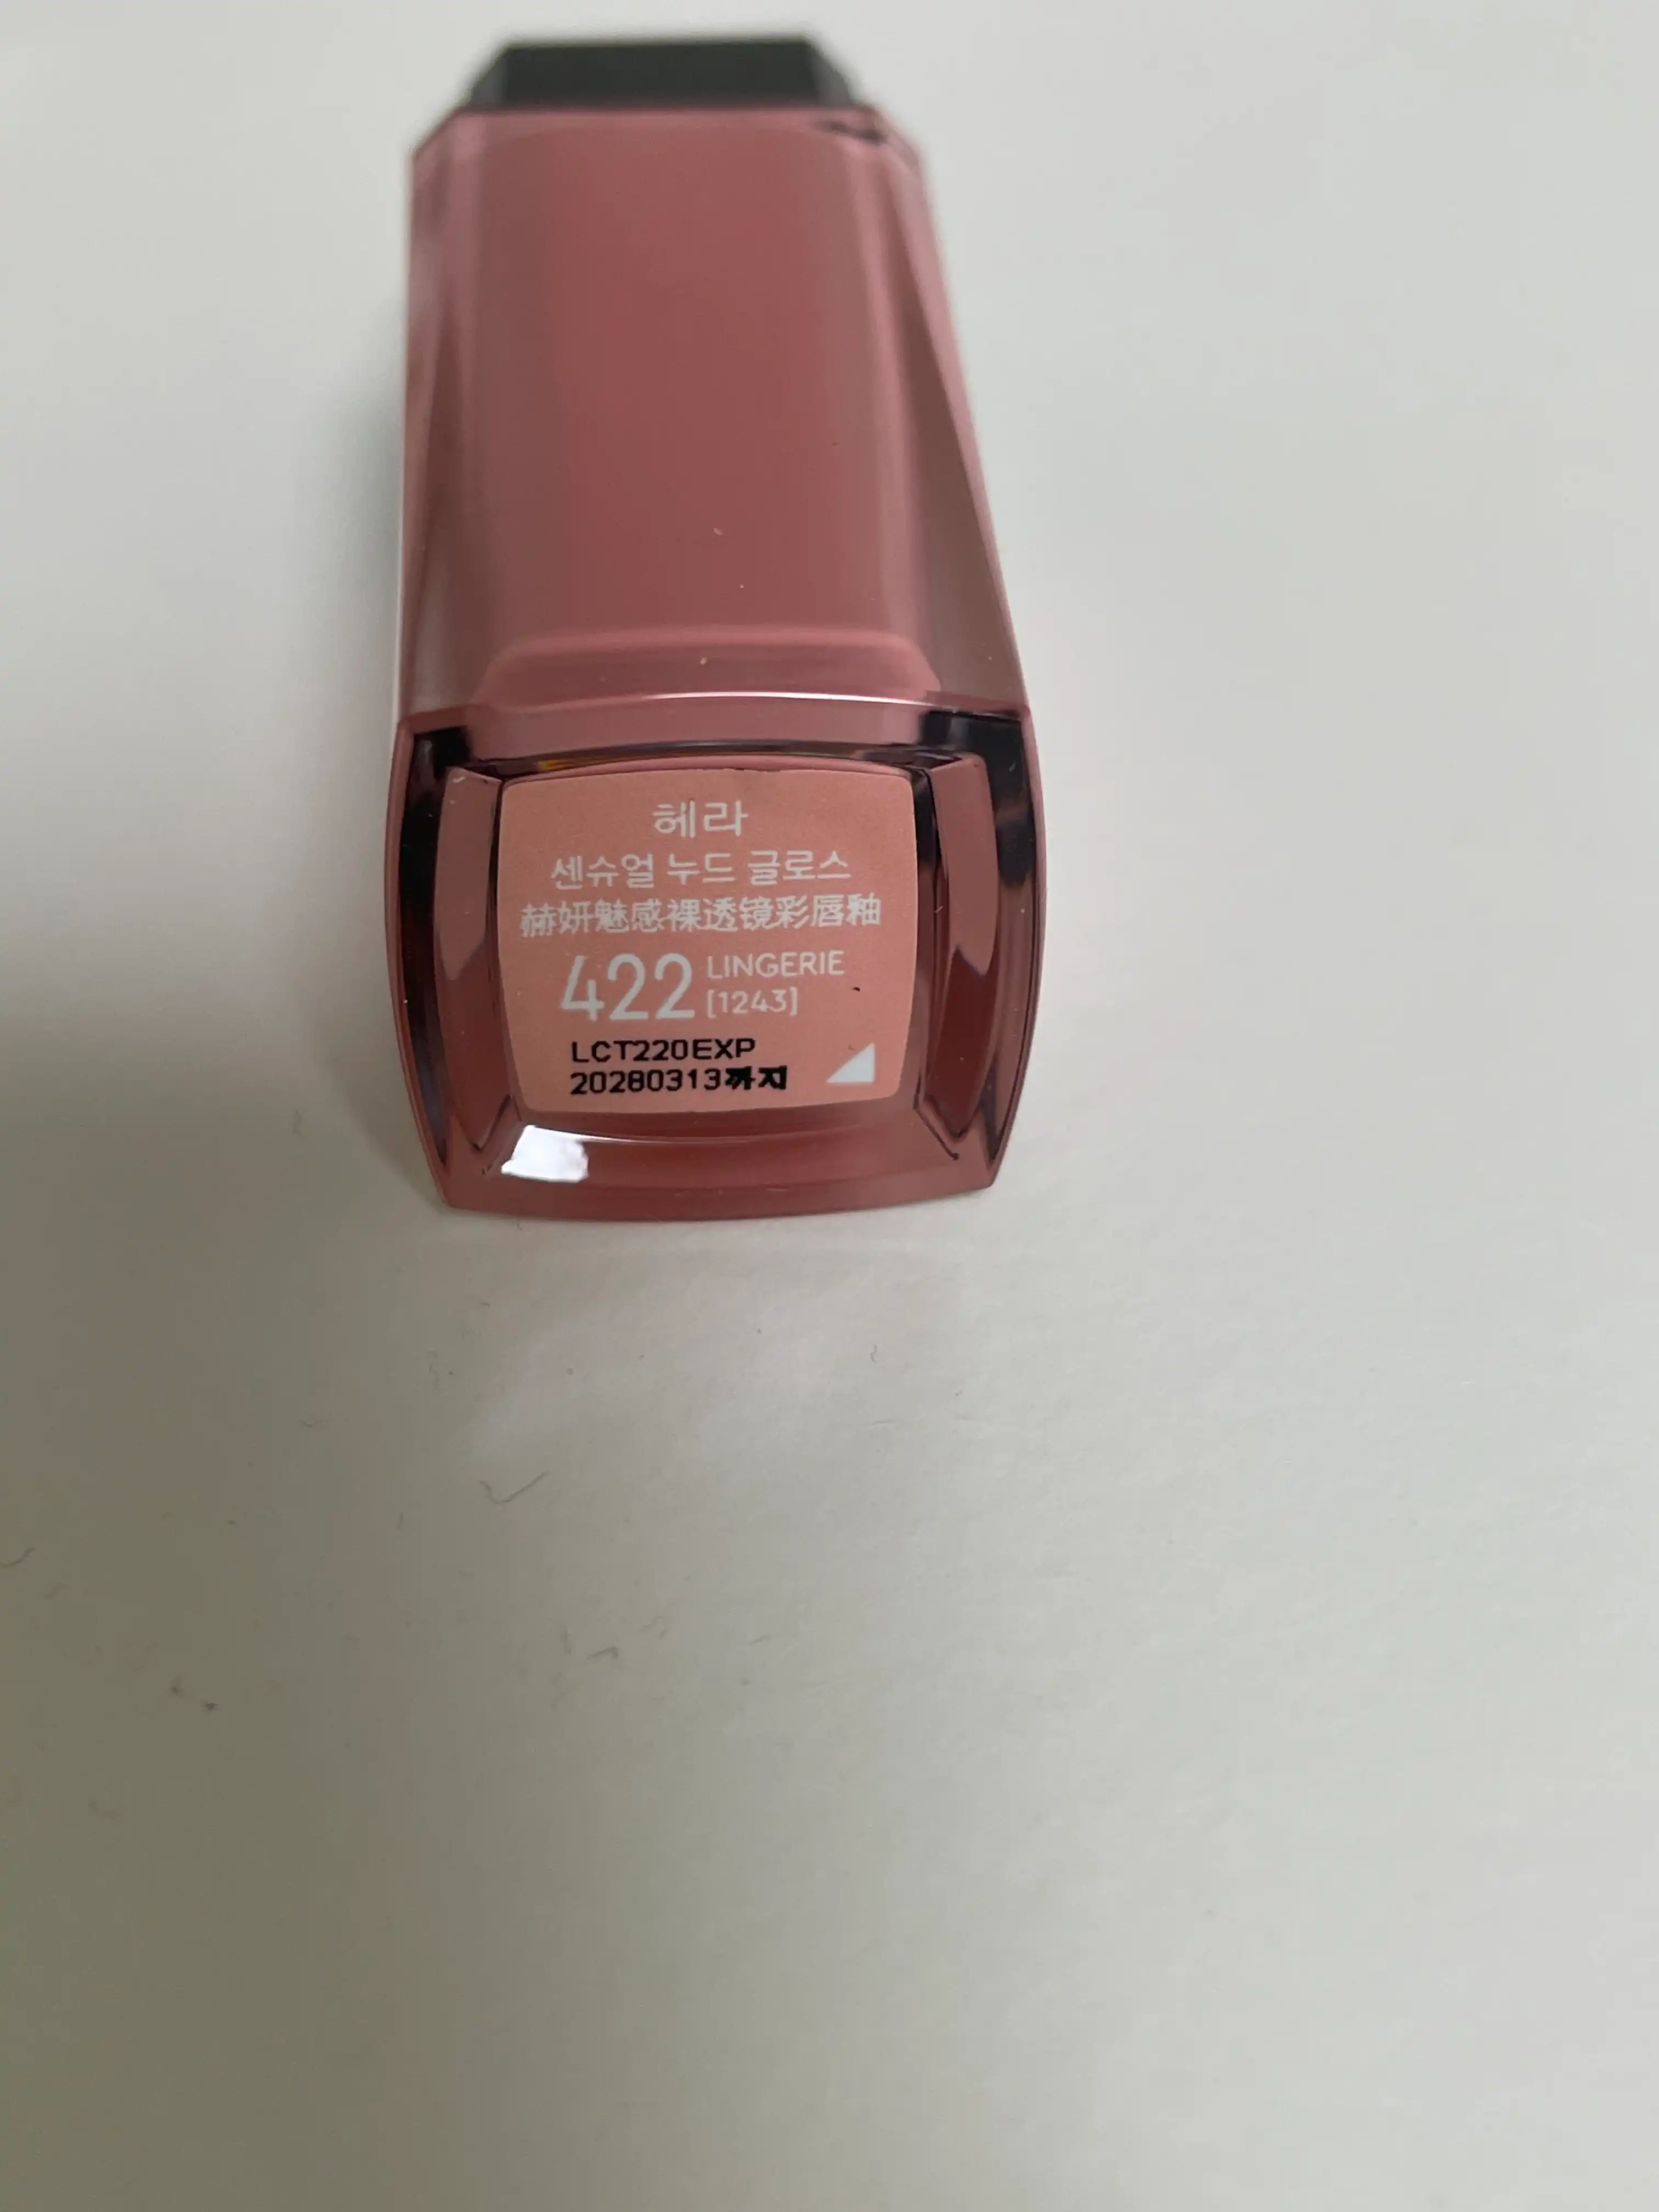 헤라
센슈얼 누드 글로스
赫妍魅感裸透镜彩唇釉
422 LINGERIE
[1243]
LCT220EXP
20280313까지